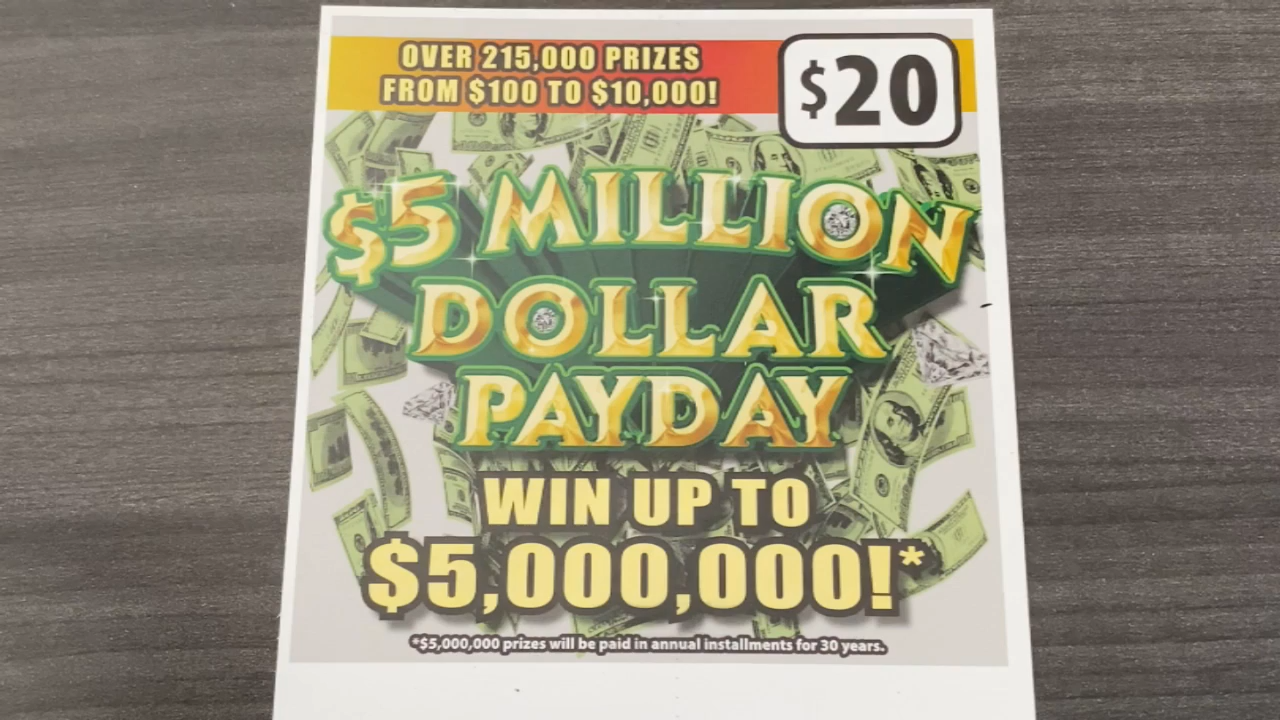 OVER 215,000 PRIZES
FROM $100 TO $10,000!
$20
$5 MILLION
DOLLAR
PAYDAY
WIN UP TO
$5,000,000!*
*$5,000,000 prizes will be paid in annual installments for 30 years.